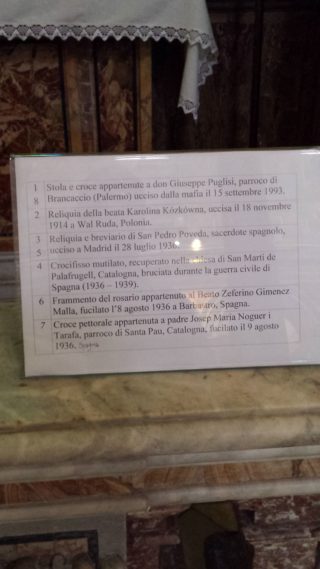 1 Stola e croce appartenute a don Giuseppe Puglisi, parroco di
8 Brancaccio (Palermo) ucciso dalla mafia il 15 settembre 1993.
2 Reliquia della beata Karolina Kózkówna, uccisa il 18 novembre
1914 a Wal Ruda, Polonia.
3 Reliquia e breviario di San Pedro Poveda, sacerdote spagnolo,
5 ucciso a Madrid il 28 luglio 1936.
4 Crocifisso mutilato, recuperato nella chiesa di San Martí de
Palafrugell, Catalogna, bruciata durante la guerra civile di
Spagna (1936 – 1939).
6 Frammento del rosario appartenuto al Beato Zeferino Gimenez
Malla, fucilato l'8 agosto 1936 a Barbastro, Spagna.
7 Croce pettorale appartenuta a padre Josep Maria Noguer i
Tarafa, parroco di Santa Pau, Catalogna, fucilato il 9 agosto
1936. Spagna